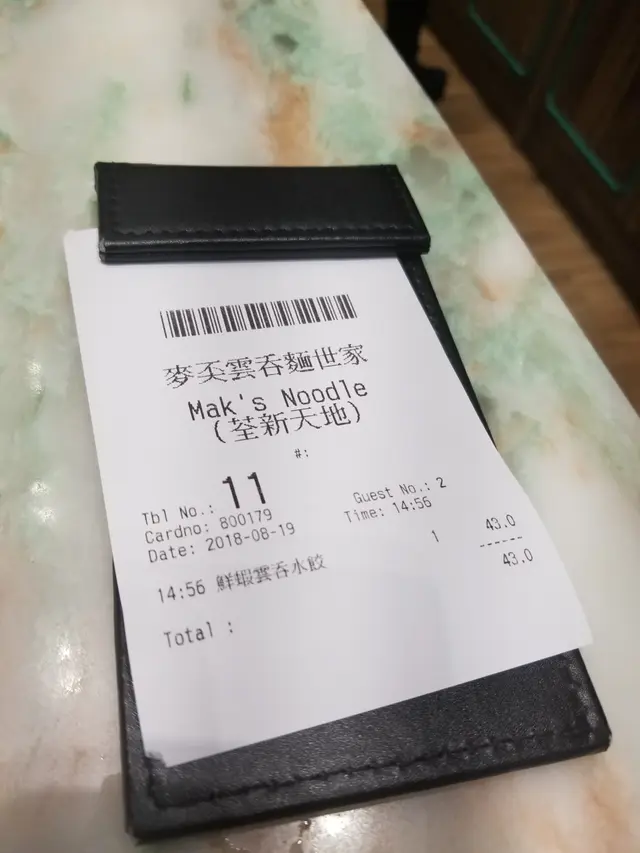 麥奀雲吞麵世家
Mak's Noodle
(荃新天地)
#:
Tbl No.: 11 Guest No.: 2
Cardno: 800179 Time: 14:56
Date: 2018-08-19
14:56 鮮蝦雲吞水餃 1 43.0
------
Total : 43.0